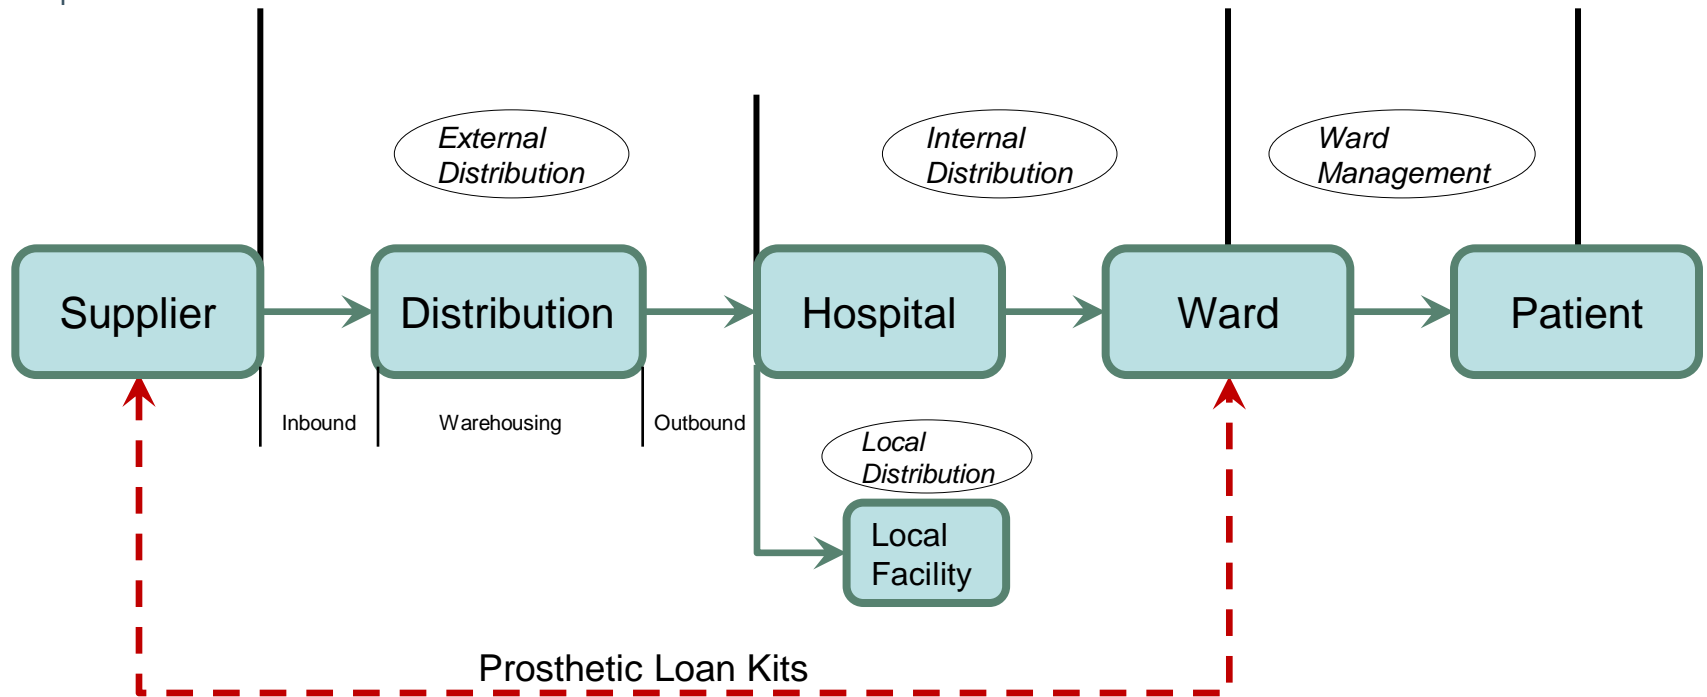 External
Distribution
Internal
Distribution
Ward
Management
Supplier
Distribution
Hospital
Ward
Patient
Inbound
Warehousing
Outbound
Local
Distribution
Local
Facility
Prosthetic Loan Kits